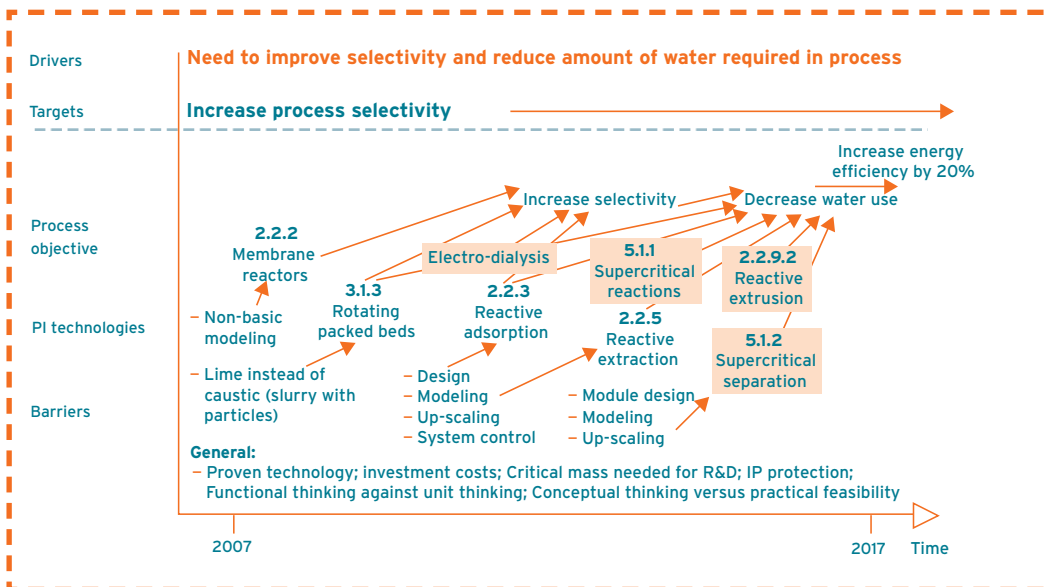 Drivers
Need to improve selectivity and reduce amount of water required in process
Targets
Increase process selectivity
Increase energy
efficiency by 20%
Process
objective
Increase selectivity
Decrease water use
2.2.2
Membrane
reactors
Electro-dialysis
5.1.1
Supercritical
reactions
2.2.9.2
Reactive
extrusion
PI technologies
– Non-basic
modeling
3.1.3
Rotating
packed beds
2.2.3
Reactive
adsorption
2.2.5
Reactive
extraction
5.1.2
Supercritical
separation
Barriers
– Lime instead of
caustic (slurry with
particles)
– Design
– Modeling
– Up-scaling
– System control
– Module design
– Modeling
– Up-scaling
General:
– Proven technology; investment costs; Critical mass needed for R&D; IP protection;
Functional thinking against unit thinking; Conceptual thinking versus practical feasibility
2007
2017
Time